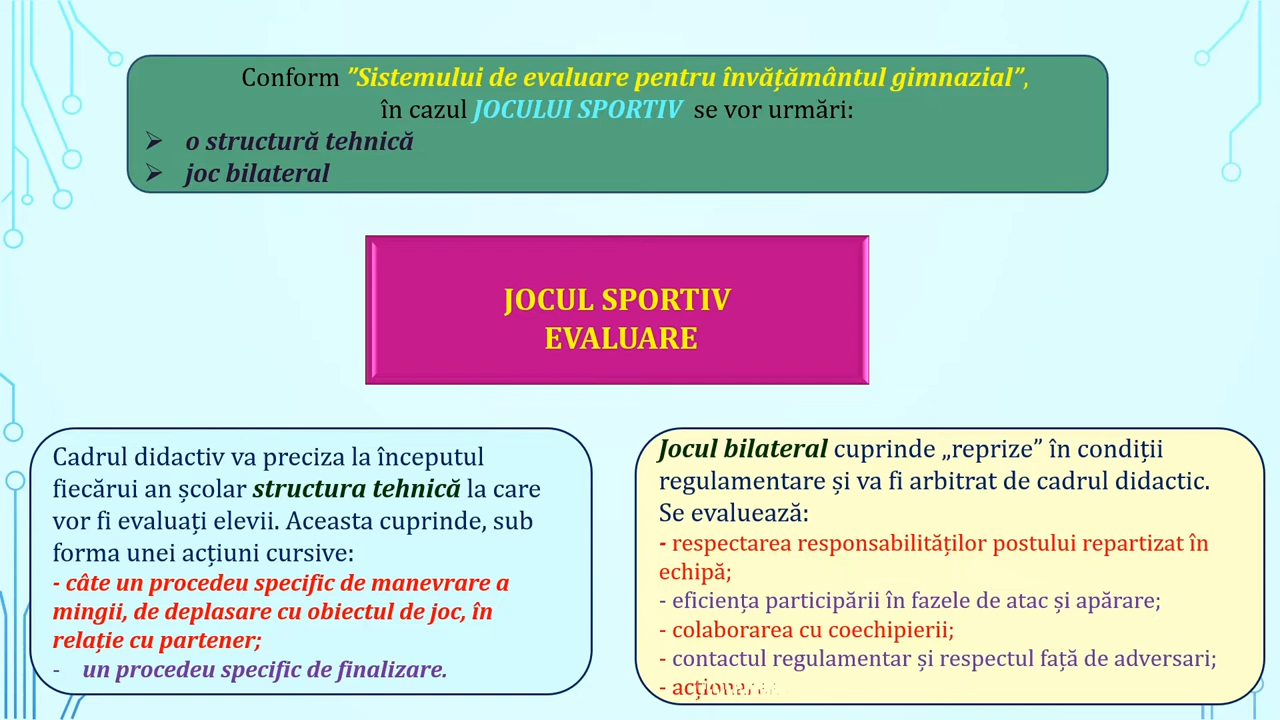 Conform ”Sistemului de evaluare pentru învățământul gimnazial”,
în cazul JOCULUI SPORTIV se vor urmări:
➢ o structură tehnică
➢ joc bilateral
JOCUL SPORTIV
EVALUARE
Cadrul didactiv va preciza la începutul
fiecărui an școlar structura tehnică la care
vor fi evaluați elevii. Aceasta cuprinde, sub
forma unei acțiuni cursive:
- câte un procedeu specific de manevrare a
mingii, de deplasare cu obiectul de joc, în
relație cu partener;
- un procedeu specific de finalizare.
Jocul bilateral cuprinde „reprize” în condiții
regulamentare și va fi arbitrat de cadrul didactic.
Se evaluează:
- respectarea responsabilităților postului repartizat în
echipă;
- eficiența participării în fazele de atac și apărare;
- colaborarea cu coechipierii;
- contactul regulamentar și respectul față de adversari;
-